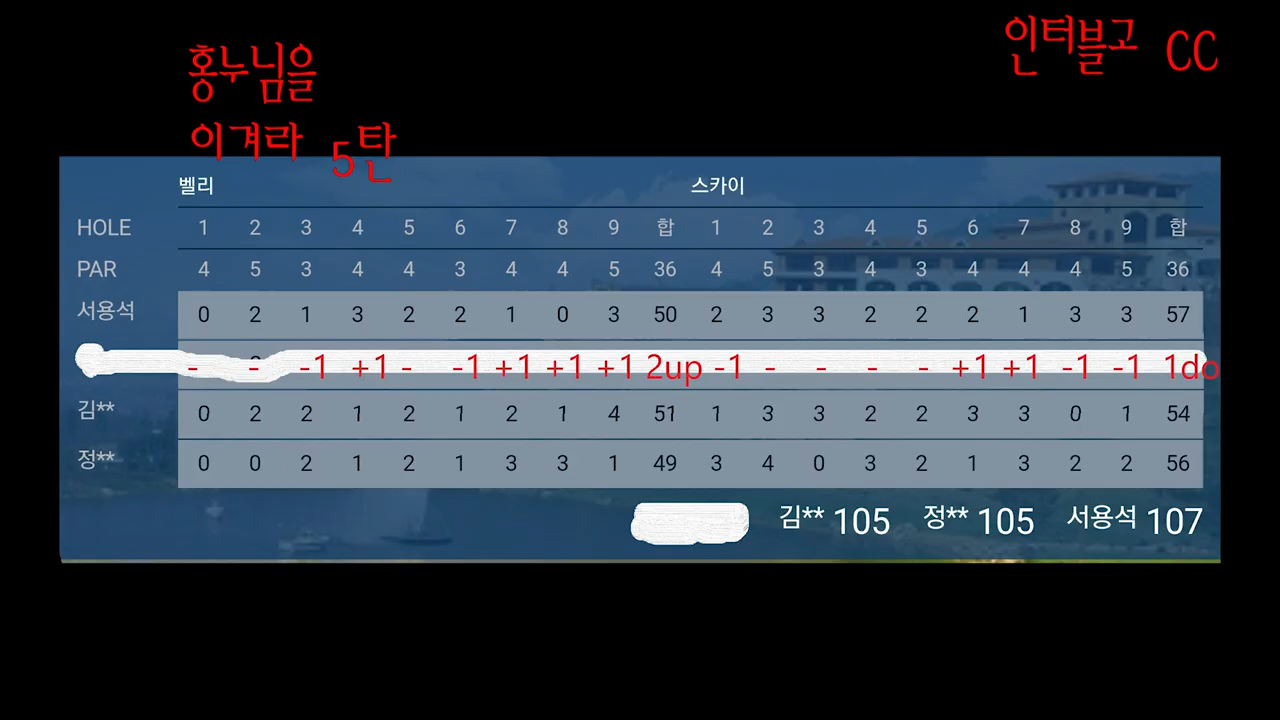 홍누님을
이겨라 5탄
인터불고 CC
벨리 스카이
HOLE 1 2 3 4 5 6 7 8 9 합 1 2 3 4 5 6 7 8 9 합
PAR 4 5 3 4 4 3 4 4 5 36 4 5 3 4 3 4 4 4 5 36
서용석 0 2 1 3 2 2 1 0 3 50 2 3 3 2 2 2 1 3 3 57
- - -1 +1 - -1 +1 +1 +1 2up -1 - - - - +1 +1 -1 -1 1do
김** 0 2 2 1 2 1 2 1 4 51 1 3 3 2 2 3 3 0 1 54
정** 0 0 2 1 2 1 3 3 1 49 3 4 0 3 2 1 3 2 2 56
김** 105 정** 105 서용석 107